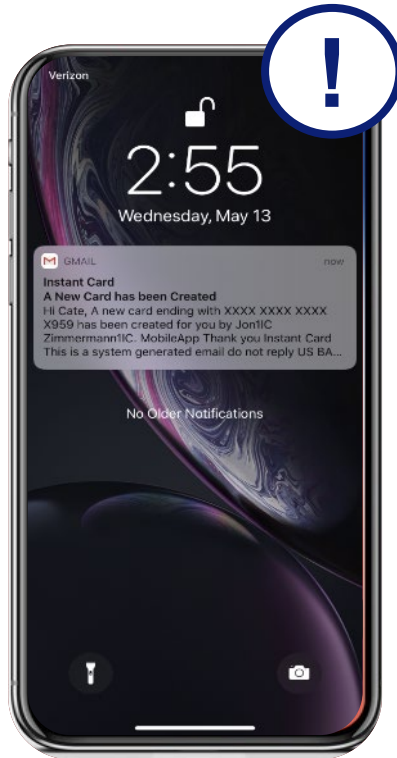 !
Verizon
2:55
Wednesday, May 13
GMAIL
now
Instant Card
A New Card has been Created
Hi Cate, A new card ending with XXXX XXXX XXXX
X959 has been created for you by Jon1IC
Zimmermann1IC. MobileApp Thank you Instant Card
This is a system generated email do not reply US BA...
No Older Notifications